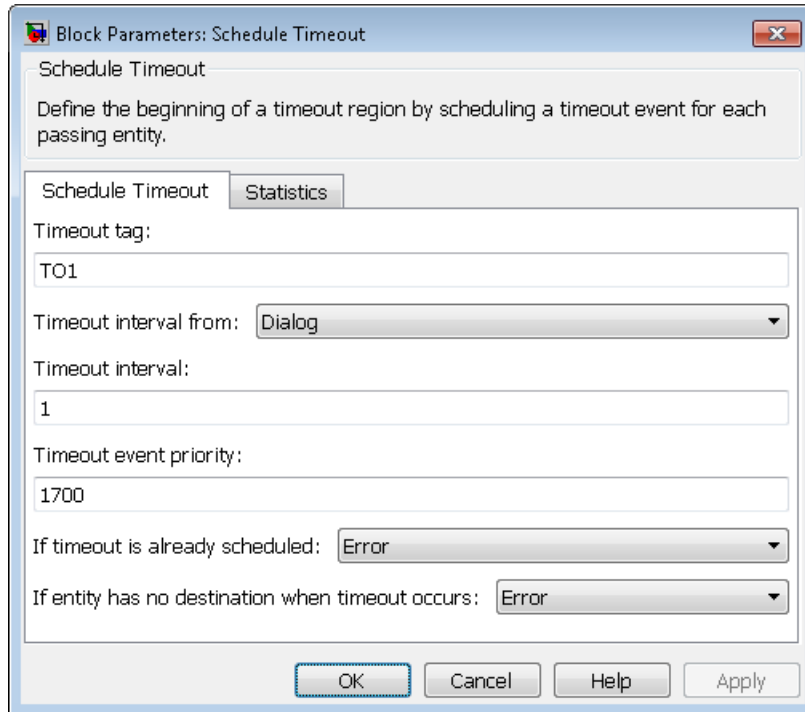 Block Parameters: Schedule Timeout
Schedule Timeout
Define the beginning of a timeout region by scheduling a timeout event for each
passing entity.
Schedule Timeout Statistics
Timeout tag:
TO1
Timeout interval from: Dialog
Timeout interval:
1
Timeout event priority:
1700
If timeout is already scheduled: Error
If entity has no destination when timeout occurs: Error
OK Cancel Help Apply